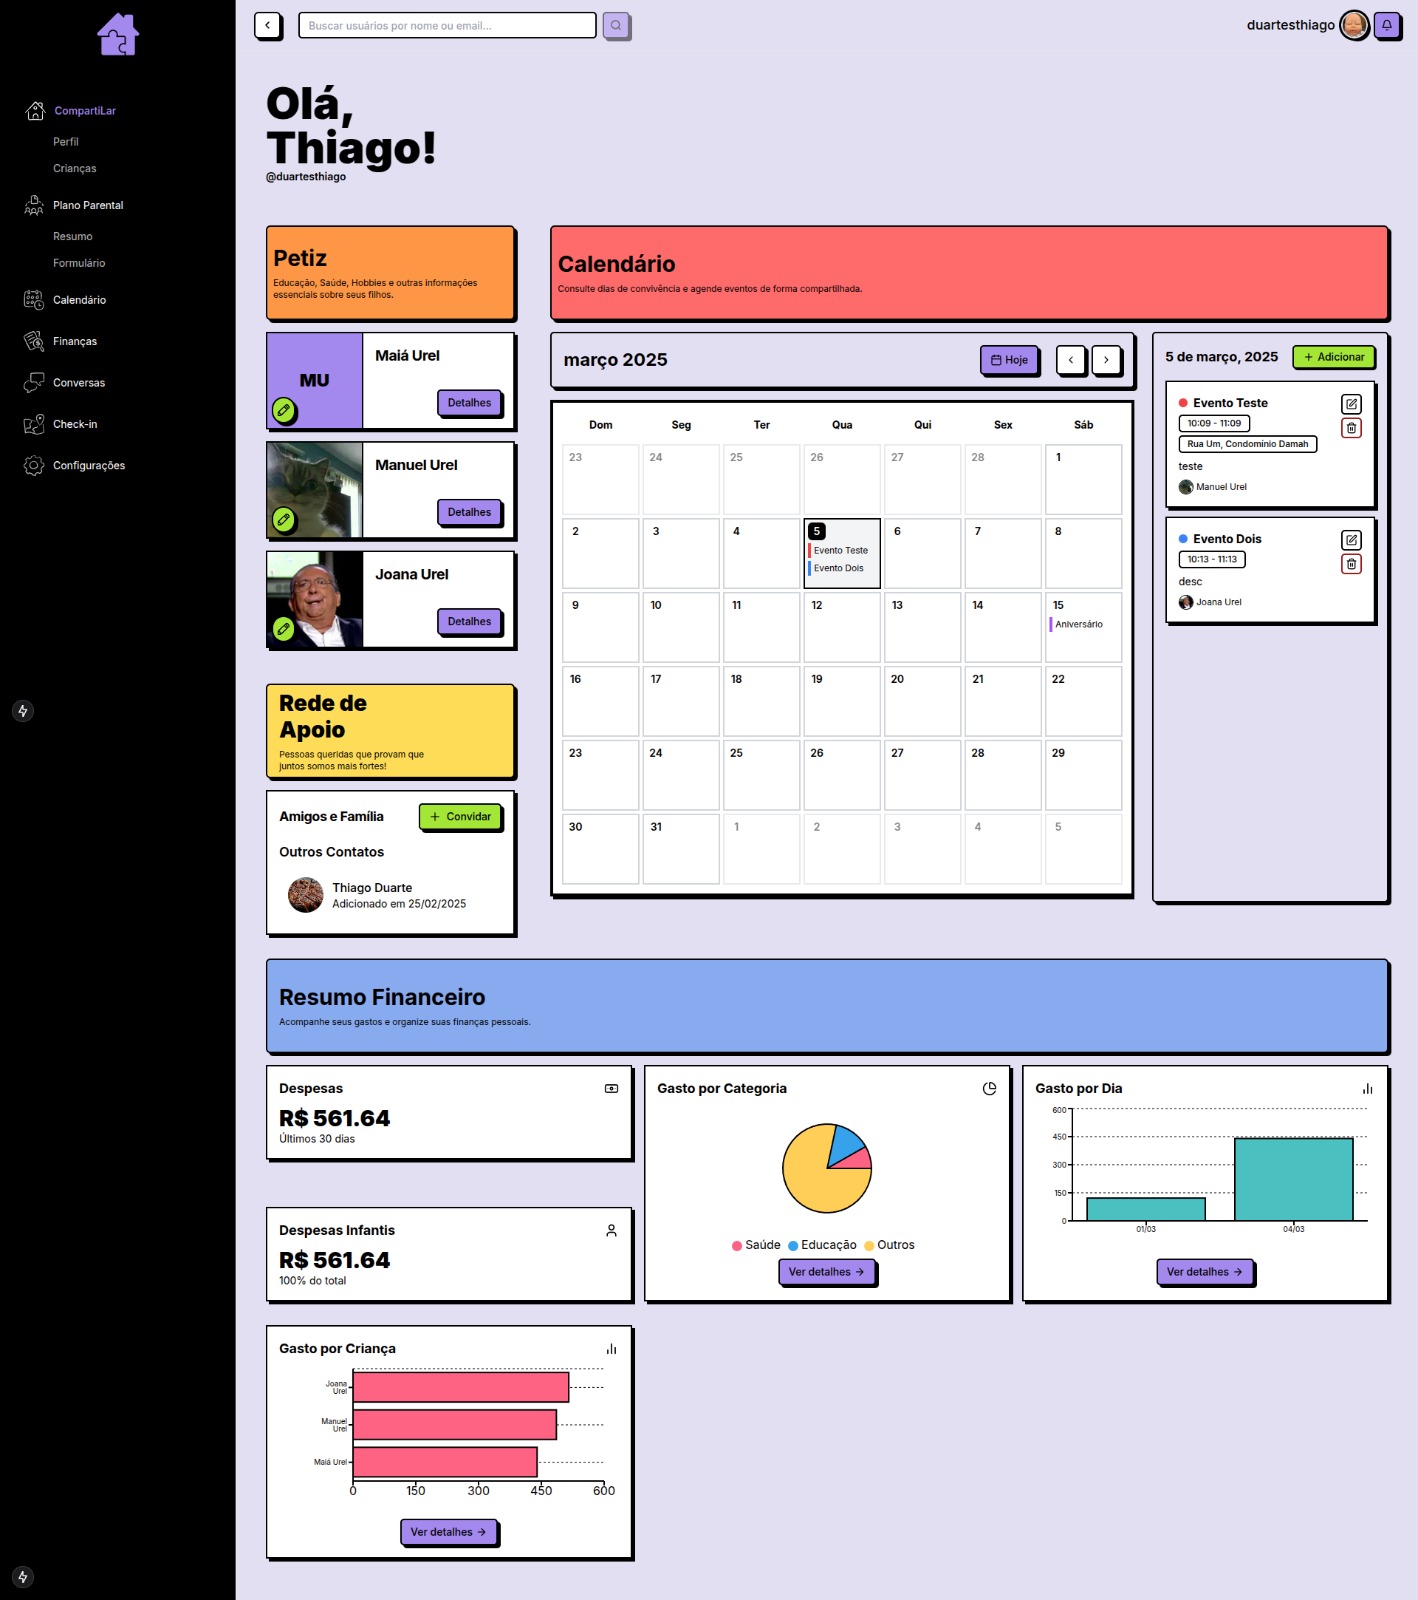 Buscar usuários por nome ou email...
duartesthiago
CompartiLar
Perfil
Crianças
Plano Parental
Resumo
Formulário
Calendário
Finanças
Conversas
Check-in
Configurações
Olá,
Thiago!
@duartesthiago
Petiz
Educação, Saúde, Hobbies e outras informações
essenciais sobre seus filhos.
MU
Maiá Urel
Detalhes
Manuel Urel
Detalhes
Joana Urel
Detalhes
Rede de
Apoio
Pessoas queridas que provam que
juntos somos mais fortes!
Amigos e Família
Convidar
Outros Contatos
Thiago Duarte
Adicionado em 25/02/2025
Calendário
Consulte dias de convivência e agende eventos de forma compartilhada.
março 2025
Hoje
Dom Seg Ter Qua Qui Sex Sáb
23 24 25 26 27 28 1
2 3 4 5 6 7 8
Evento Teste
Evento Dois
9 10 11 12 13 14 15
Aniversário
16 17 18 19 20 21 22
23 24 25 26 27 28 29
30 31 1 2 3 4 5
5 de março, 2025
Adicionar
Evento Teste
10:09 - 11:09
Rua Um, Condomínio Damah
teste
Manuel Urel
Evento Dois
10:13 - 11:13
desc
Joana Urel
Resumo Financeiro
Acompanhe seus gastos e organize suas finanças pessoais.
Despesas
R$ 561.64
Últimos 30 dias
Despesas Infantis
R$ 561.64
100% do total
Gasto por Categoria
Saúde Educação Outros
Ver detalhes
Gasto por Dia
600
450
300
150
0
01/03 04/03
Ver detalhes
Gasto por Criança
Joana
Urel
Manuel
Urel
Maiá Urel
0 150 300 450 600
Ver detalhes